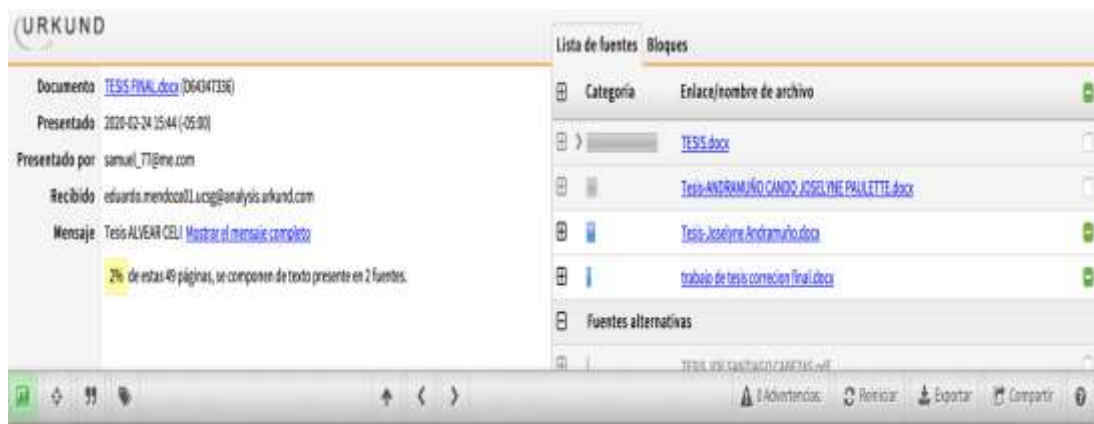 URKUND
Documento TESIS FINAL.docx (D64347336)
Presentado 2020-02-24 15:44 (-05:00)
Presentado por samuel_77@me.com
Recibido eduardo.mendoza01.ucsg@analysis.urkund.com
Mensaje Tesis ALVEAR CELI Mostrar el mensaje completo
2% de estas 49 páginas, se componen de texto presente en 2 fuentes.
Lista de fuentes Bloques
Categoría Enlace/nombre de archivo
TESIS.docx
Tesis-ANDRAMUÑO CANDO JOSELYNE PAULETTE.docx
Tesis-Joselyne Andramuño.docx
trabajo de tesis correcion final.docx
Fuentes alternativas
Advertencias Reiniciar Exportar Compartir